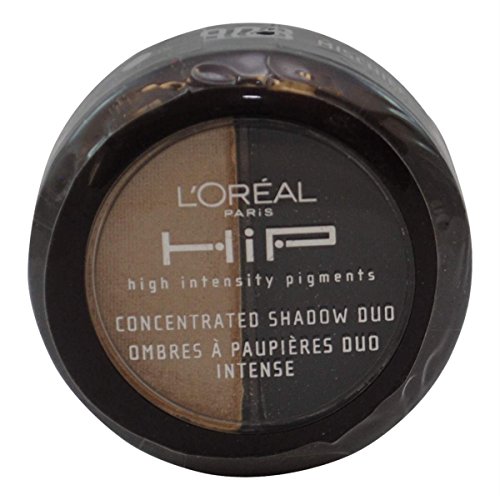 L'ORÉAL
PARIS
HiP
high intensity pigments
CONCENTRATED SHADOW DUO
OMBRES À PAUPIÈRES DUO
INTENSE